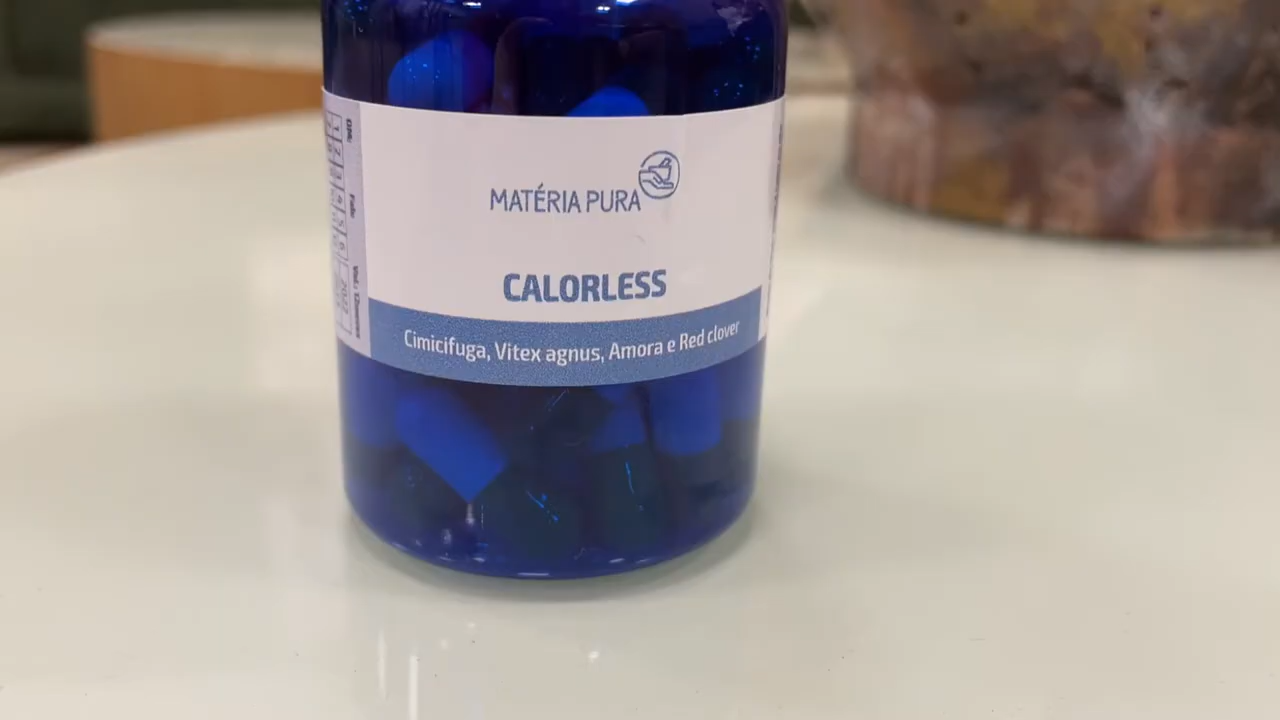 MATÉRIA PURA
CALORLESS
Cimicifuga, Vitex agnus, Amora e Red clover